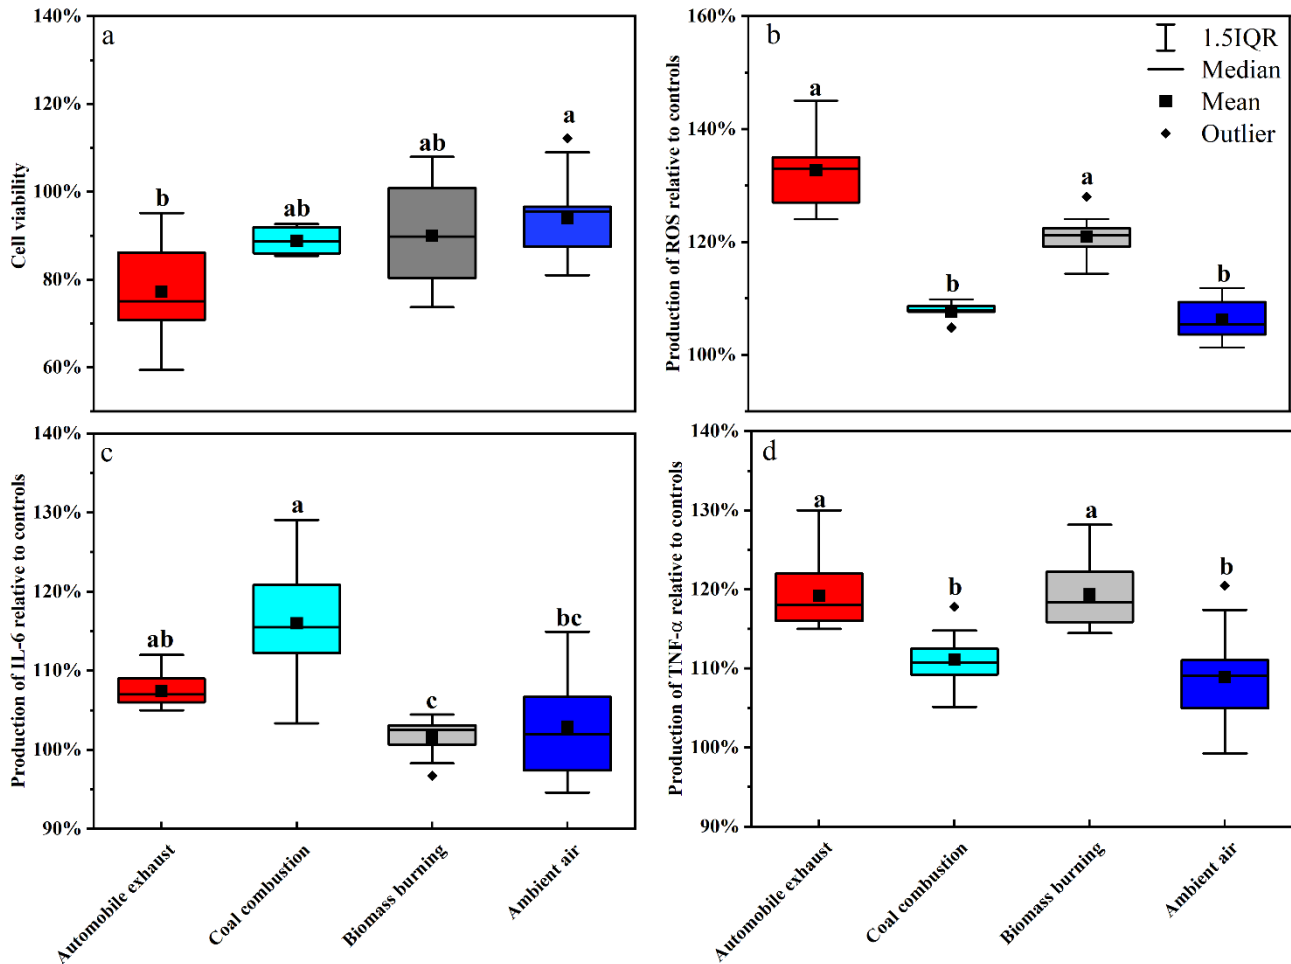 a
140%
120%
100%
80%
60%
Cell viability
b
ab
ab
a
b
160%
140%
120%
100%
Production of ROS relative to controls
1.5IQR
Median
Mean
Outlier
a
b
a
b
c
140%
130%
120%
110%
100%
90%
Production of IL-6 relative to controls
ab
a
c
bc
Automobile exhaust
Coal combustion
Biomass burning
Ambient air
d
140%
130%
120%
110%
100%
90%
Production of TNF-α relative to controls
a
b
a
b
Automobile exhaust
Coal combustion
Biomass burning
Ambient air